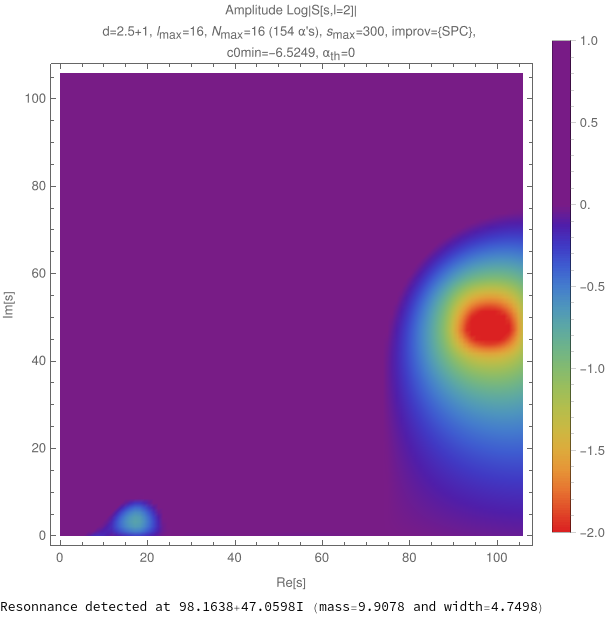 Amplitude Log|S[s,l=2]|
d=2.5+1, lmax=16, Nmax=16 (154 α's), smax=300, improv={SPC},
c0min=−6.5249, αth=0
1.0
0.5
0.
−0.5
−1.0
−1.5
−2.0
Im[s]
100
80
60
40
20
0
0 20 40 60 80 100
Re[s]
Resonnance detected at 98.1638+47.0598I (mass=9.9078 and width=4.7498)